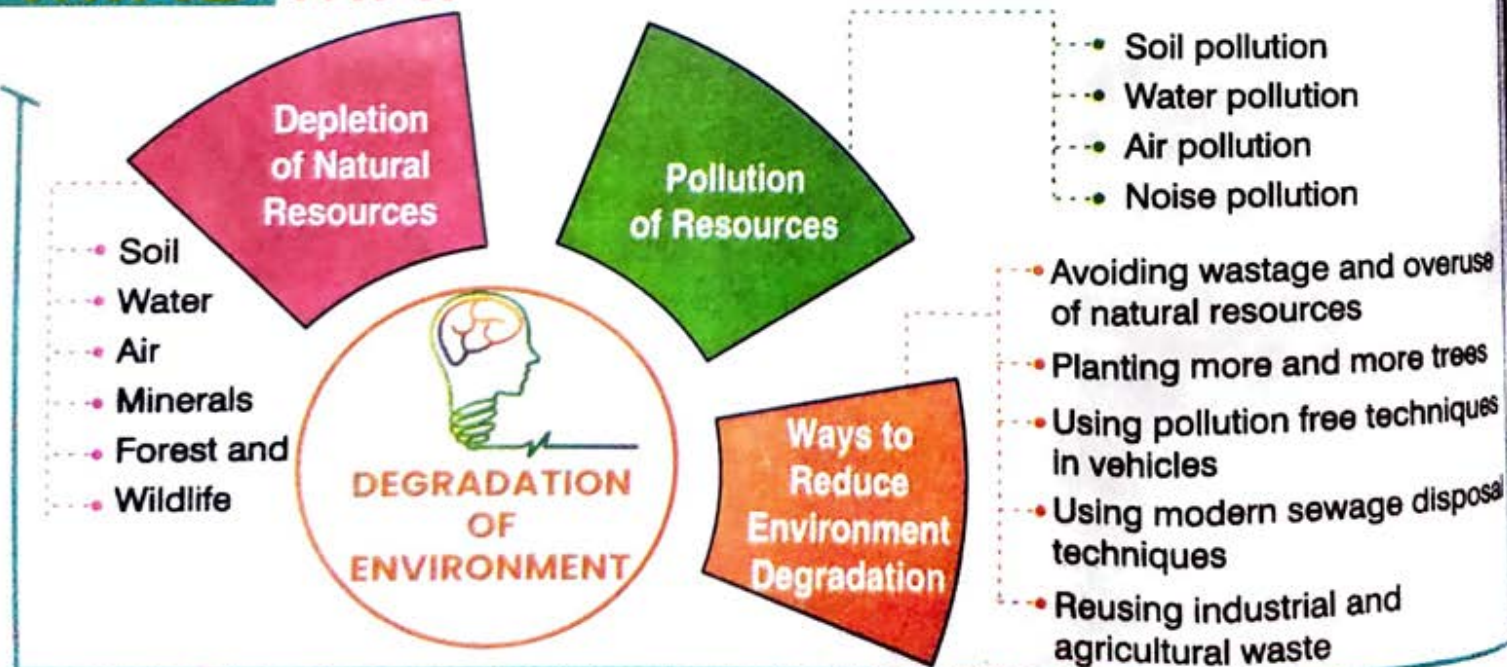 Depletion
of Natural
Resources
Soil
Water
Air
Minerals
Forest and
Wildlife
Pollution
of Resources
Soil pollution
Water pollution
Air pollution
Noise pollution
Ways to
Reduce
Environment
Degradation
Avoiding wastage and overuse
of natural resources
Planting more and more trees
Using pollution free techniques
in vehicles
Using modern sewage disposal
techniques
Reusing industrial and
agricultural waste
DEGRADATION
OF
ENVIRONMENT